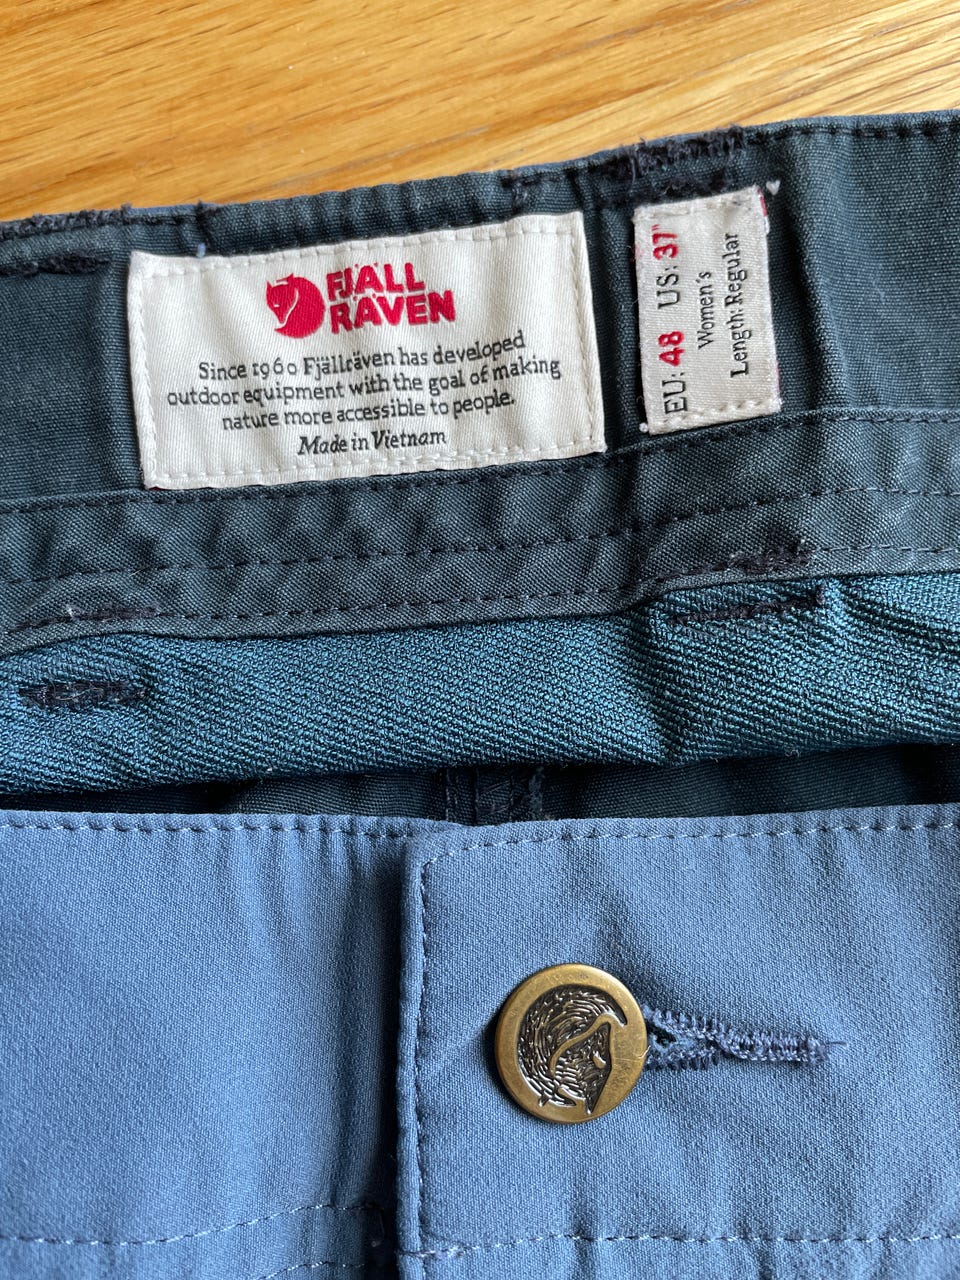 FJÄLL
RÄVEN
Since 1960 Fjällräven has developed
outdoor equipment with the goal of making
nature more accessible to people.
Made in Vietnam
EU: 48 US: 37"
Women's
Length: Regular